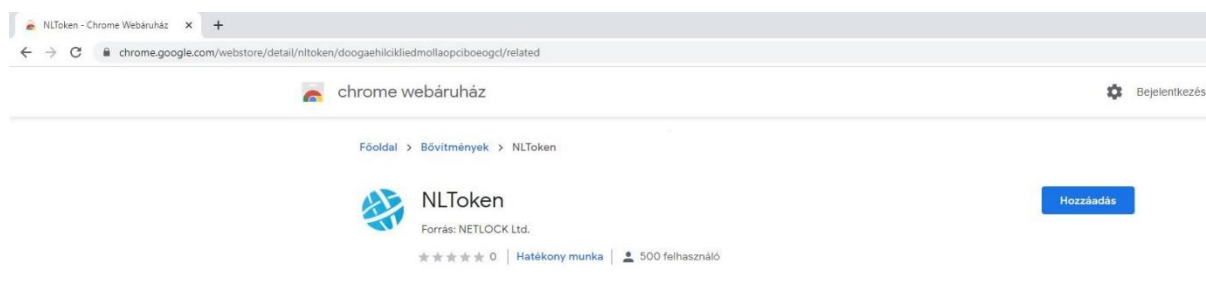 NLToken - Chrome Webáruház
chrome.google.com/webstore/detail/nltoken/doogaehilcikliedmollaopciboeogcl/related
chrome webáruház
Bejelentkezés
Főoldal > Bővítmények > NLToken
NLToken
Hozzáadás
Forrás: NETLOCK Ltd.
0 | Hatékony munka | 500 felhasználó